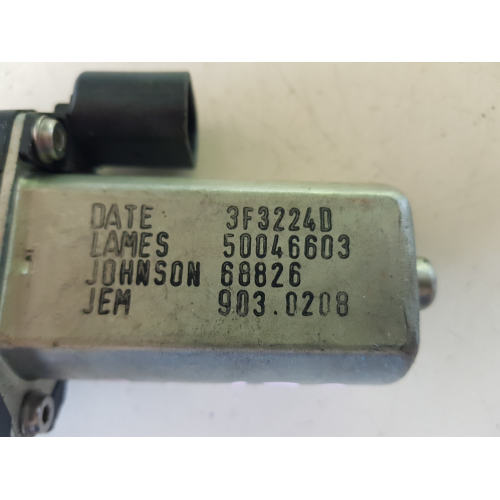 DATE 3F3224D
LAMES 50046603
JOHNSON 68826
JEM 903.0208